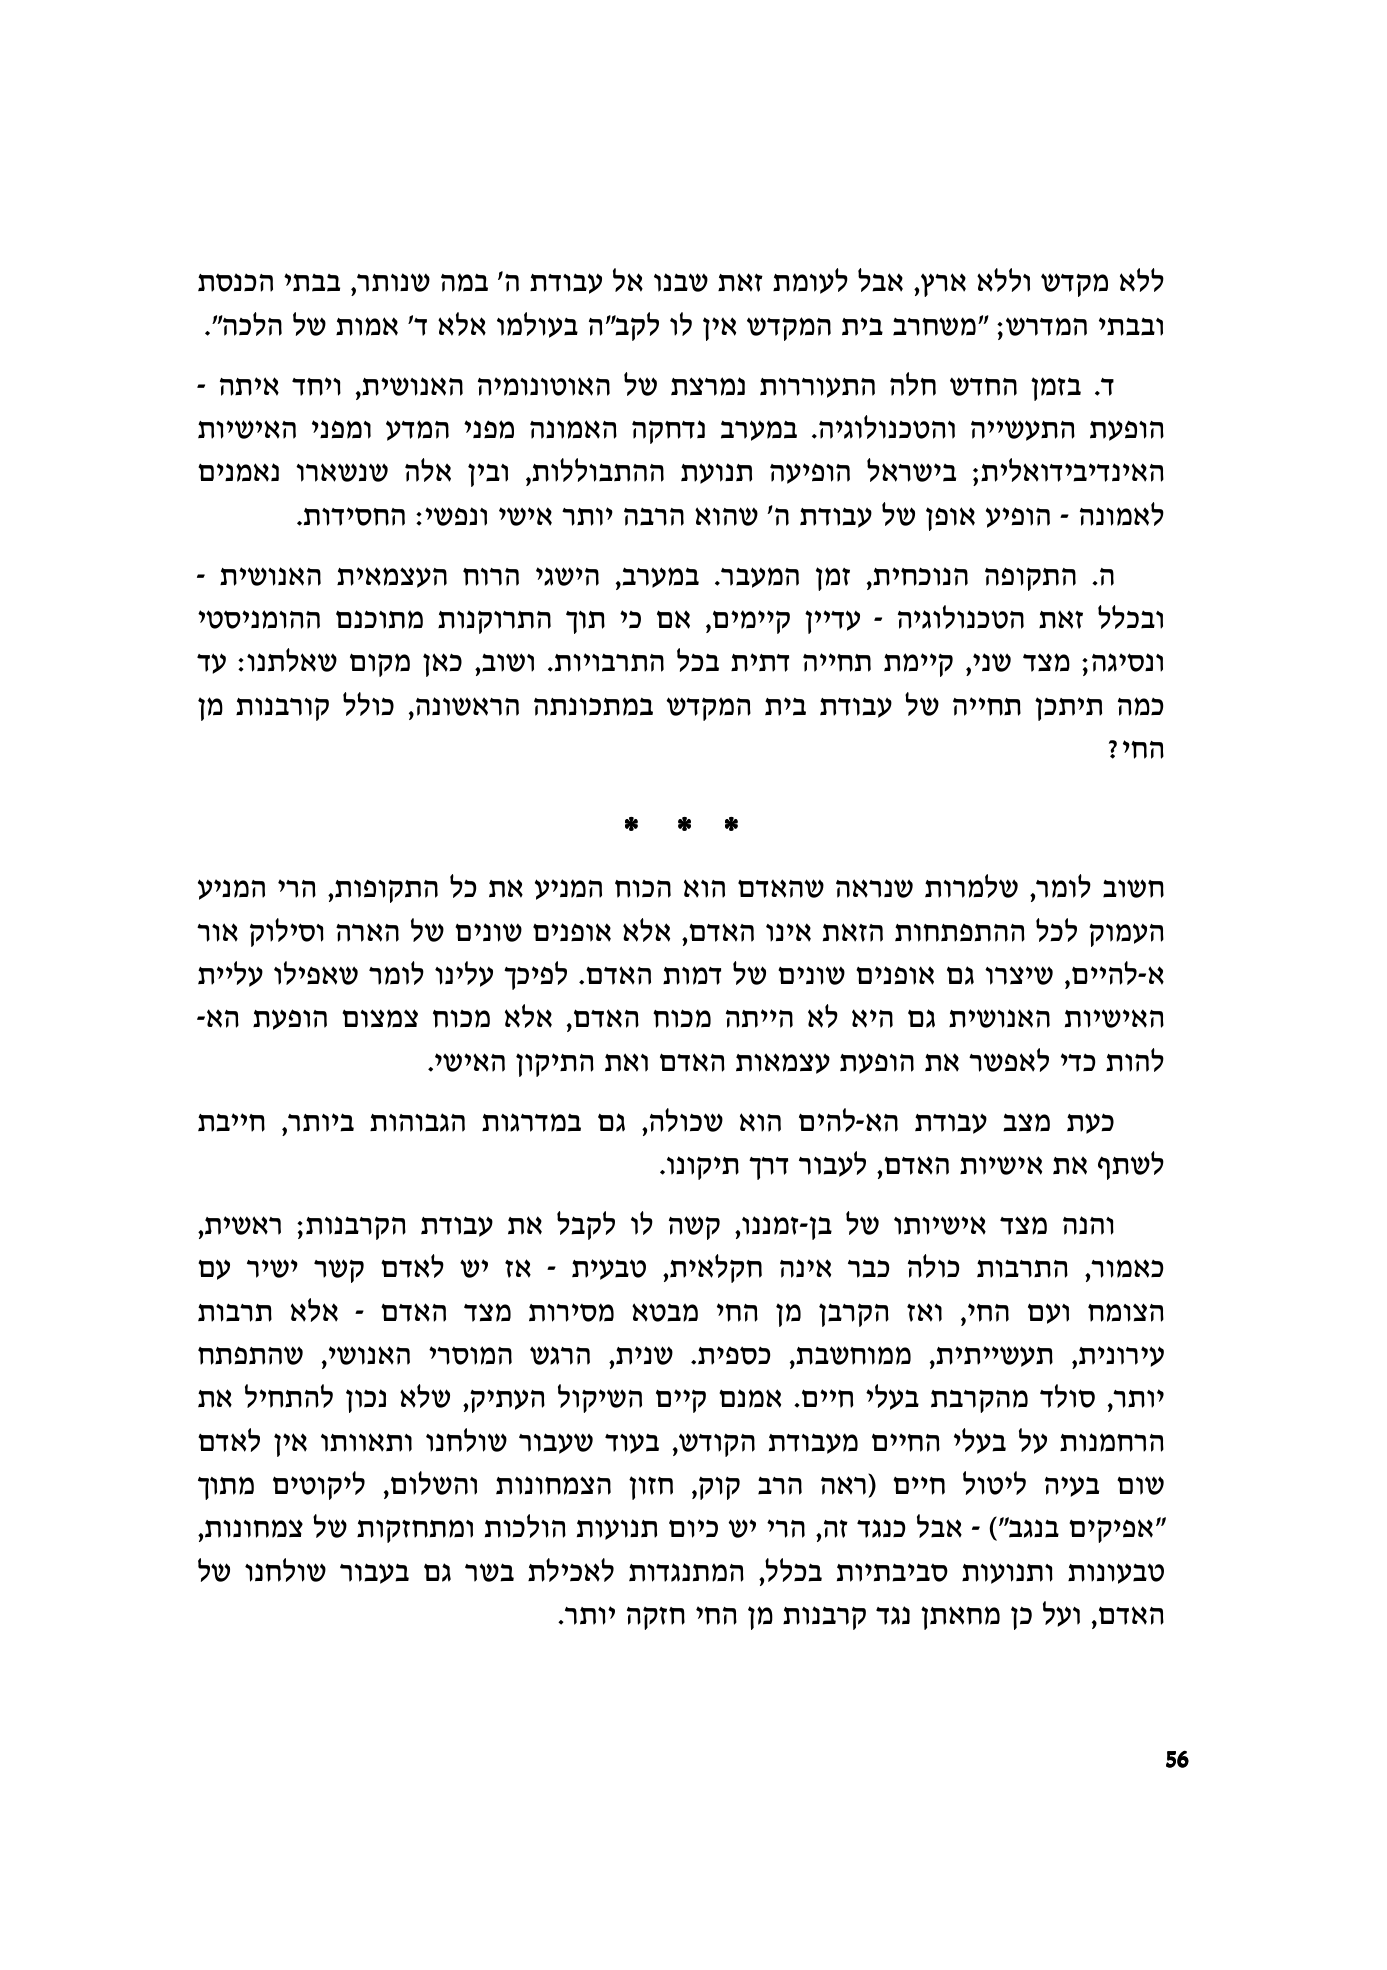 ללא מקדש וללא ארץ, אבל לעומת זאת שבנו אל עבודת ה' במה שנותר, בבתי הכנסת
ובבתי המדרש; "משחרב בית המקדש אין לו לקב"ה בעולמו אלא ד' אמות של הלכה".
ד. בזמן החדש חלה התעוררות נמרצת של האוטונומיה האנושית, ויחד איתה -
הופעת התעשייה והטכנולוגיה. במערב נדחקה האמונה מפני המדע ומפני האישיות
האינדיבידואלית; בישראל הופיעה תנועת ההתבוללות, ובין אלה שנשארו נאמנים
לאמונה - הופיע אופן של עבודת ה' שהוא הרבה יותר אישי ונפשי: החסידות.
ה. התקופה הנוכחית, זמן המעבר. במערב, הישגי הרוח העצמאית האנושית -
ובכלל זאת הטכנולוגיה - עדיין קיימים, אם כי תוך התרוקנות מתוכנם ההומניסטי
ונסיגה; מצד שני, קיימת תחייה דתית בכל התרבויות. ושוב, כאן מקום שאלתנו: עד
כמה תיתכן תחייה של עבודת בית המקדש במתכונתה הראשונה, כולל קורבנות מן
החי?
* * *
חשוב לומר, שלמרות שנראה שהאדם הוא הכוח המניע את כל התקופות, הרי המניע
העמוק לכל ההתפתחות הזאת אינו האדם, אלא אופנים שונים של הארה וסילוק אור
א-להיים, שיצרו גם אופנים שונים של דמות האדם. לפיכך עלינו לומר שאפילו עליית
האישיות האנושית גם היא לא הייתה מכוח האדם, אלא מכוח צמצום הופעת הא-
להות כדי לאפשר את הופעת עצמאות האדם ואת התיקון האישי.
כעת מצב עבודת הא-להים הוא שכולה, גם במדרגות הגבוהות ביותר, חייבת
לשתף את אישיות האדם, לעבור דרך תיקונו.
והנה מצד אישיותו של בן-זמננו, קשה לו לקבל את עבודת הקרבנות; ראשית,
כאמור, התרבות כולה כבר אינה חקלאית, טבעית - אז יש לאדם קשר ישיר עם
הצומח ועם החי, ואז הקרבן מן החי מבטא מסירות מצד האדם - אלא תרבות
עירונית, תעשייתית, ממוחשבת, כספית. שנית, הרגש המוסרי האנושי, שהתפתח
יותר, סולד מהקרבת בעלי חיים. אמנם קיים השיקול העתיק, שלא נכון להתחיל את
הרחמנות על בעלי החיים מעבודת הקודש, בעוד שעבור שולחנו ותאוותו אין לאדם
שום בעיה ליטול חיים (ראה הרב קוק, חזון הצמחונות והשלום, ליקוטים מתוך
"אפיקים בנגב") - אבל כנגד זה, הרי יש כיום תנועות הולכות ומתחזקות של צמחונות,
טבעונות ותנועות סביבתיות בכלל, המתנגדות לאכילת בשר גם בעבור שולחנו של
האדם, ועל כן מחאתן נגד קרבנות מן החי חזקה יותר.
56